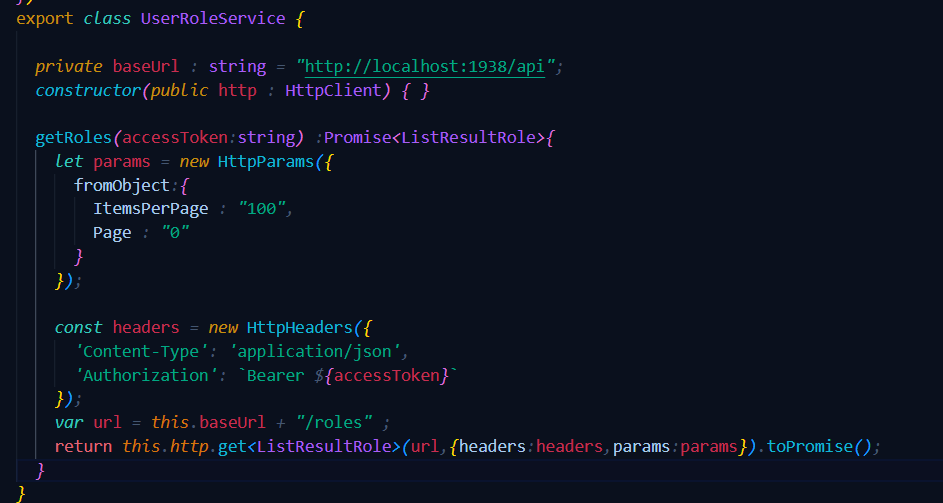 })
export class UserRoleService {
private baseUrl : string = "http://localhost:1938/api";
constructor(public http : HttpClient) { }
getRoles(accessToken:string) :Promise<ListResultRole>{
let params = new HttpParams({
fromObject:{
ItemsPerPage : "100",
Page : "0"
}
});
const headers = new HttpHeaders({
'Content-Type': 'application/json',
'Authorization': `Bearer ${accessToken}`
});
var url = this.baseUrl + "/roles" ;
return this.http.get<ListResultRole>(url,{headers:headers,params:params}).toPromise();
}
}